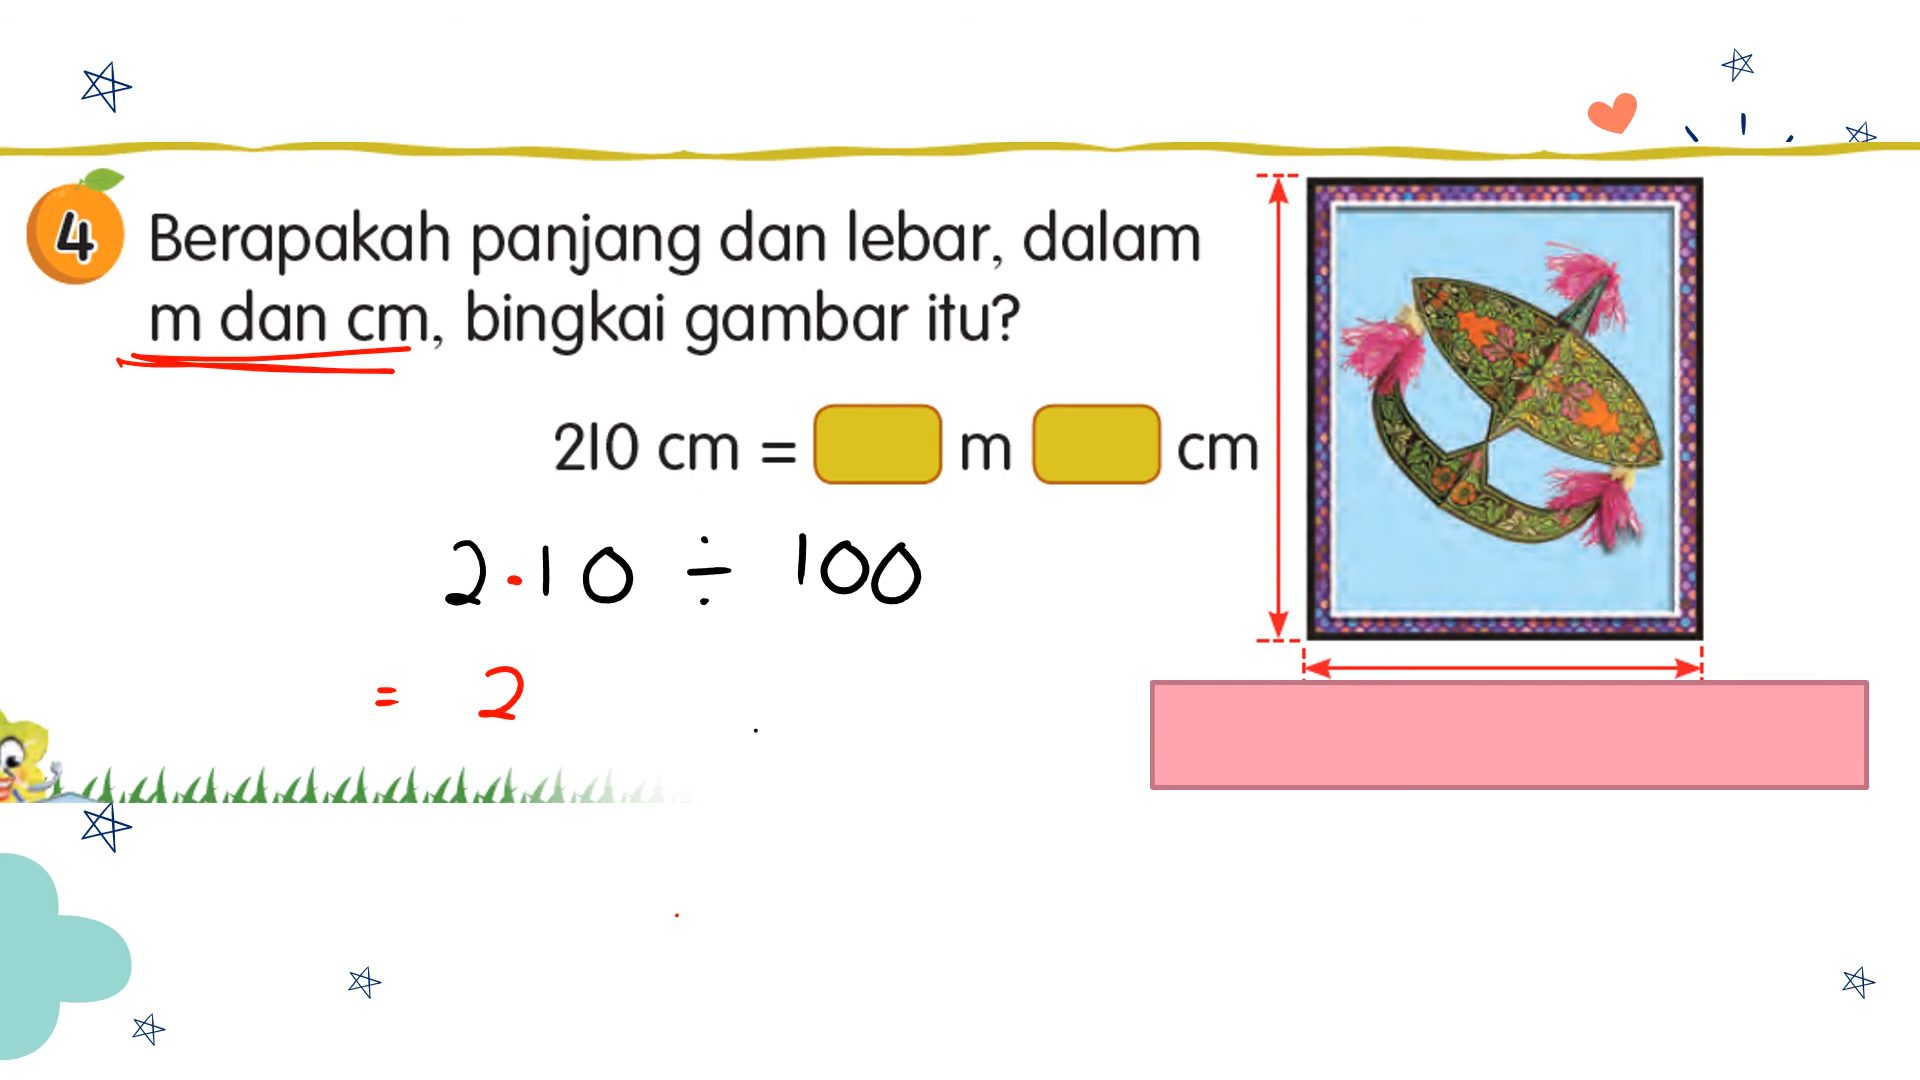 4 Berapakah panjang dan lebar, dalam
m dan cm, bingkai gambar itu?
210 cm = m cm
2.10 ÷ 100
= 2